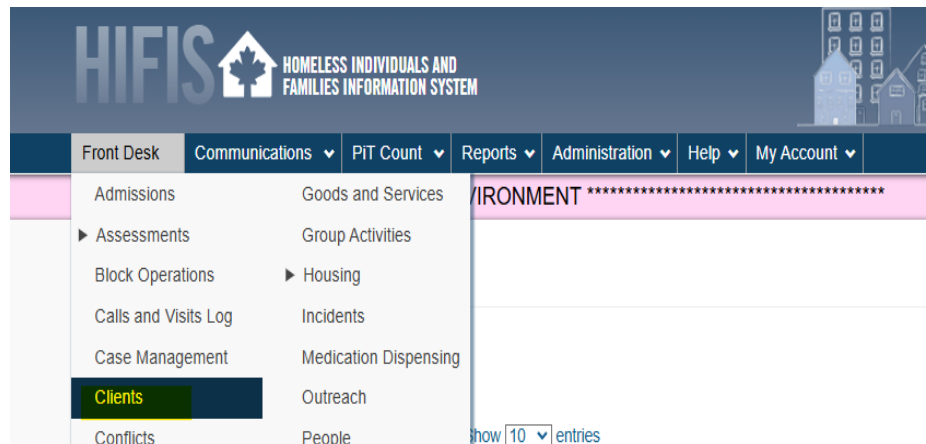 HIFIS HOMELESS INDIVIDUALS AND
FAMILIES INFORMATION SYSTEM
Front Desk Communications PiT Count Reports Administration Help My Account
Admissions Goods and Services VIRONMENT ***************************************
Assessments Group Activities
Block Operations Housing
Calls and Visits Log Incidents
Case Management Medication Dispensing
Clients Outreach
Conflicts People Show 10 entries